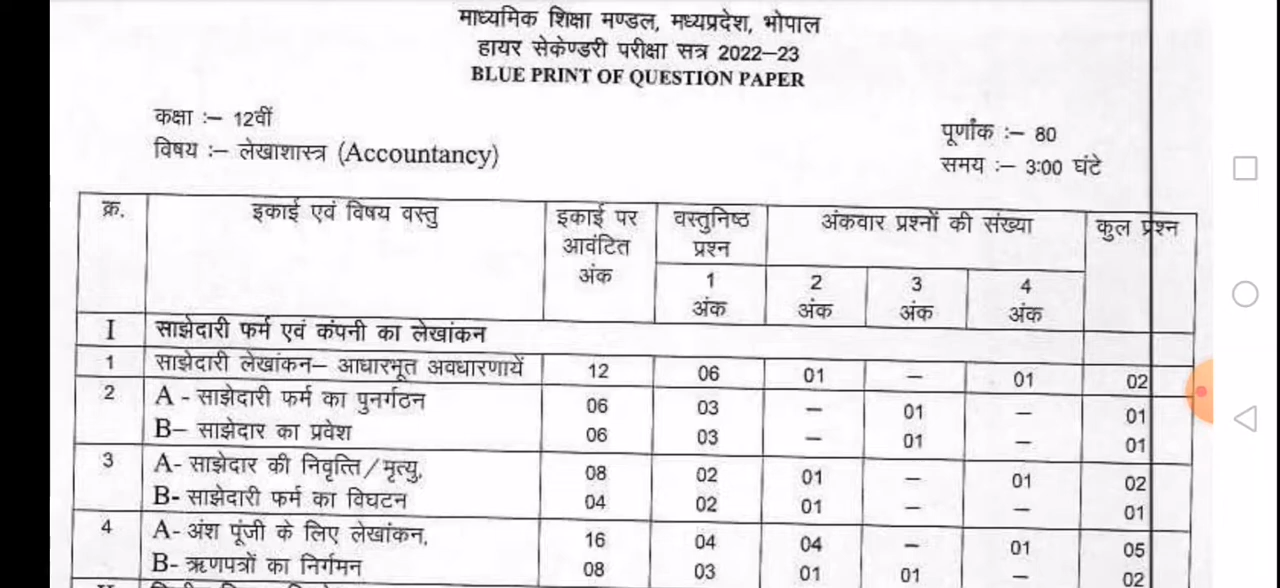 माध्यमिक शिक्षा मण्डल, मध्यप्रदेश, भोपाल
हायर सेकेण्डरी परीक्षा सत्र 2022–23
BLUE PRINT OF QUESTION PAPER
कक्षा :– 12वीं
पूर्णांक :– 80
विषय :– लेखाशास्त्र (Accountancy)
समय :– 3:00 घंटे
क्र. इकाई एवं विषय वस्तु इकाई पर आवंटित अंक वस्तुनिष्ठ प्रश्न अंकवार प्रश्नों की संख्या कुल प्रश्न
1 अंक 2 अंक 3 अंक 4 अंक
I साझेदारी फर्म एवं कंपनी का लेखांकन
1 साझेदारी लेखांकन– आधारभूत अवधारणायें 12 06 01 – 01 02
2 A - साझेदारी फर्म का पुनर्गठन 06 03 – 01 – 01
B– साझेदार का प्रवेश 06 03 – 01 – 01
3 A- साझेदार की निवृत्ति/मृत्यु, 08 02 01 – 01 02
B- साझेदारी फर्म का विघटन 04 02 01 – – 01
4 A- अंश पूंजी के लिए लेखांकन, 16 04 04 – 01 05
B- ऋणपत्रों का निर्गमन 08 03 01 01 – 02